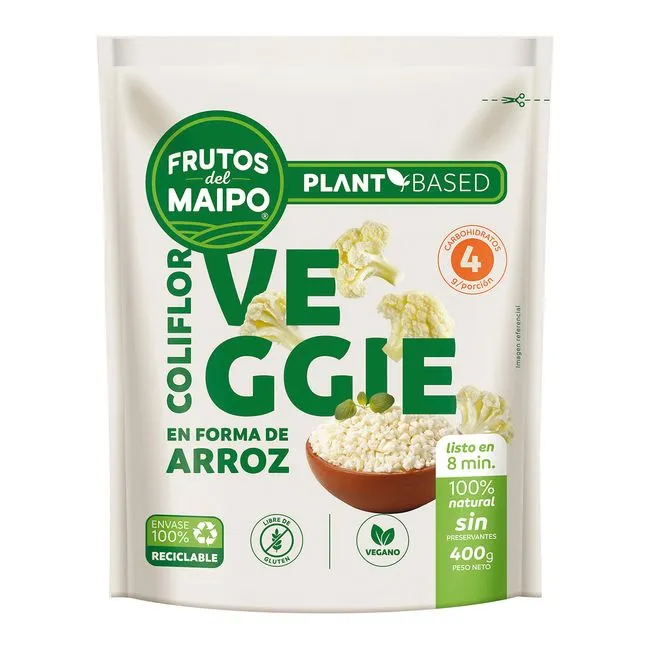 FRUTOS
del
MAIPO®
PLANT BASED
COLIFLOR
VE
GGIE
EN FORMA DE
ARROZ
CARBOHIDRATOS
4
g/porción
Imagen referencial
listo en
8 min.
100%
natural
sin
PRESERVANTES
400g
PESO NETO
ENVASE
100%
RECICLABLE
LIBRE DE
GLUTEN
VEGANO